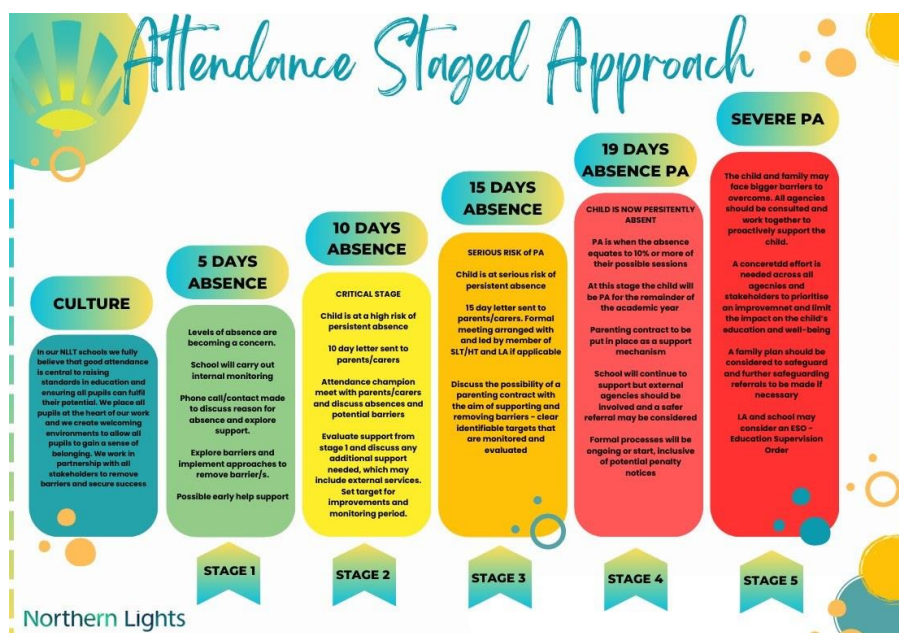 Attendance Staged Approach
CULTURE
In our NLLT schools we fully
believe that good attendance
is central to raising
standards in education and
ensuring all pupils can fulfil
their potential. We place all
pupils at the heart of our work
and we create welcoming
environments to allow all
pupils to gain a sense of
belonging. We work in
partnership with all
stakeholders to remove
barriers and secure success
5 DAYS
ABSENCE
Levels of absence are
becoming a concern.
School will carry out
internal monitoring
Phone call/contact made
to discuss reason for
absence and explore
support.
Explore barriers and
implement approaches to
remove barrier/s.
Possible early help support
STAGE 1
10 DAYS
ABSENCE
CRITICAL STAGE
Child is at a high risk of
persistent absence
10 day letter sent to
parents/carers
Attendance champion
meet with parents/carers
and discuss absences and
potential barriers
Evaluate support from
stage 1 and discuss any
additional support
needed, which may
include external services.
Set target for
improvements and
monitoring period.
STAGE 2
15 DAYS
ABSENCE
SERIOUS RISK of PA
Child is at serious risk of
persistent absence
15 day letter sent to
parents/carers. Formal
meeting arranged with
and led by member of
SLT/HT and LA if applicable
Discuss the possibility of a
parenting contract with
the aim of supporting and
removing barriers - clear
identifiable targets that
are monitored and
evaluated
STAGE 3
19 DAYS
ABSENCE PA
CHILD IS NOW PERSITENTLY
ABSENT
PA is when the absence
equates to 10% or more of
their possible sessions
At this stage the child will
be PA for the remainder of
the academic year
Parenting contract to be
put in place as a support
mechanism
School will continue to
support but external
agencies should be
involved and a safer
referral may be considered
Formal processes will be
ongoing or start, inclusive
of potential penalty
notices
STAGE 4
SEVERE PA
The child and family may
face bigger barriers to
overcome. All agencies
should be consulted and
work together to
proactively support the
child.
A conceretdd effort is
needed across all
agecnies and
stakeholders to prioritise
an improvemnet and limit
the impact on the child's
education and well-being
A family plan should be
considered to safeguard
and further safeguarding
referrals to be made if
necessary
LA and school may
consider an ESO -
Education Supervision
Order
STAGE 5
Northern Lights